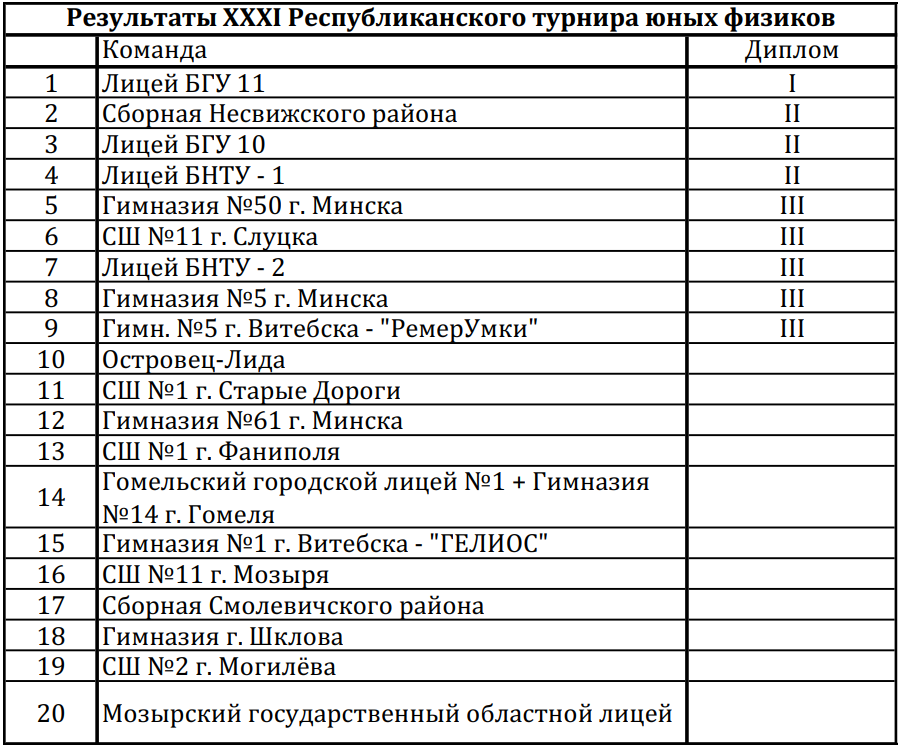 Результаты XXXI Республиканского турнира юных физиков
Команда Диплом
1 Лицей БГУ 11 I
2 Сборная Несвижского района II
3 Лицей БГУ 10 II
4 Лицей БНТУ - 1 II
5 Гимназия №50 г. Минска III
6 СШ №11 г. Слуцка III
7 Лицей БНТУ - 2 III
8 Гимназия №5 г. Минска III
9 Гимн. №5 г. Витебска - "РемерУмки" III
10 Островец-Лида
11 СШ №1 г. Старые Дороги
12 Гимназия №61 г. Минска
13 СШ №1 г. Фаниполя
14 Гомельский городской лицей №1 + Гимназия
№14 г. Гомеля
15 Гимназия №1 г. Витебска - "ГЕЛИОС"
16 СШ №11 г. Мозыря
17 Сборная Смолевичского района
18 Гимназия г. Шклова
19 СШ №2 г. Могилёва
20 Мозырский государственный областной лицей